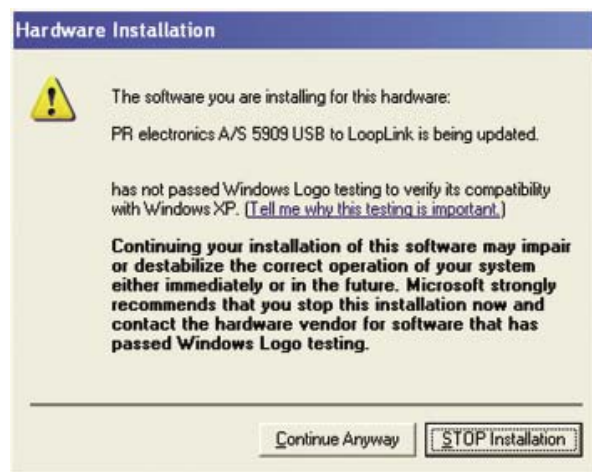 Hardware Installation
The software you are installing for this hardware:
PR electronics A/S 5909 USB to LoopLink is being updated.
has not passed Windows Logo testing to verify its compatibility
with Windows XP. (Tell me why this testing is important.)
Continuing your installation of this software may impair
or destabilize the correct operation of your system
either immediately or in the future. Microsoft strongly
recommends that you stop this installation now and
contact the hardware vendor for software that has
passed Windows Logo testing.
Continue Anyway STOP Installation